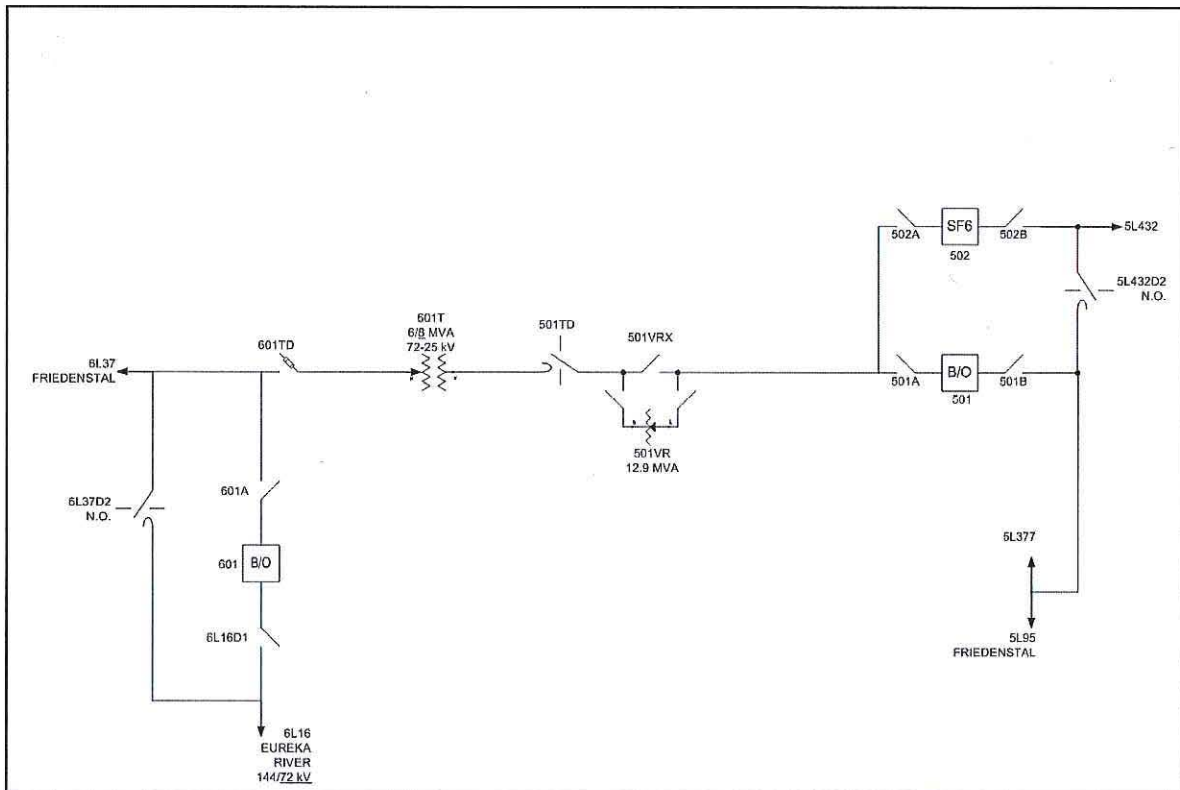 502A
SF6
502B
5L432
502
5L432D2
N.O.
601T
6/8 MVA
72-25 kV
501TD
501VRX
601TD
6L37
FRIEDENSTAL
501A
B/O
501B
501
501VR
12.9 MVA
6L37D2
N.O.
601A
601
B/O
6L16D1
5L377
5L95
FRIEDENSTAL
6L16
EUREKA
RIVER
144/72 kV